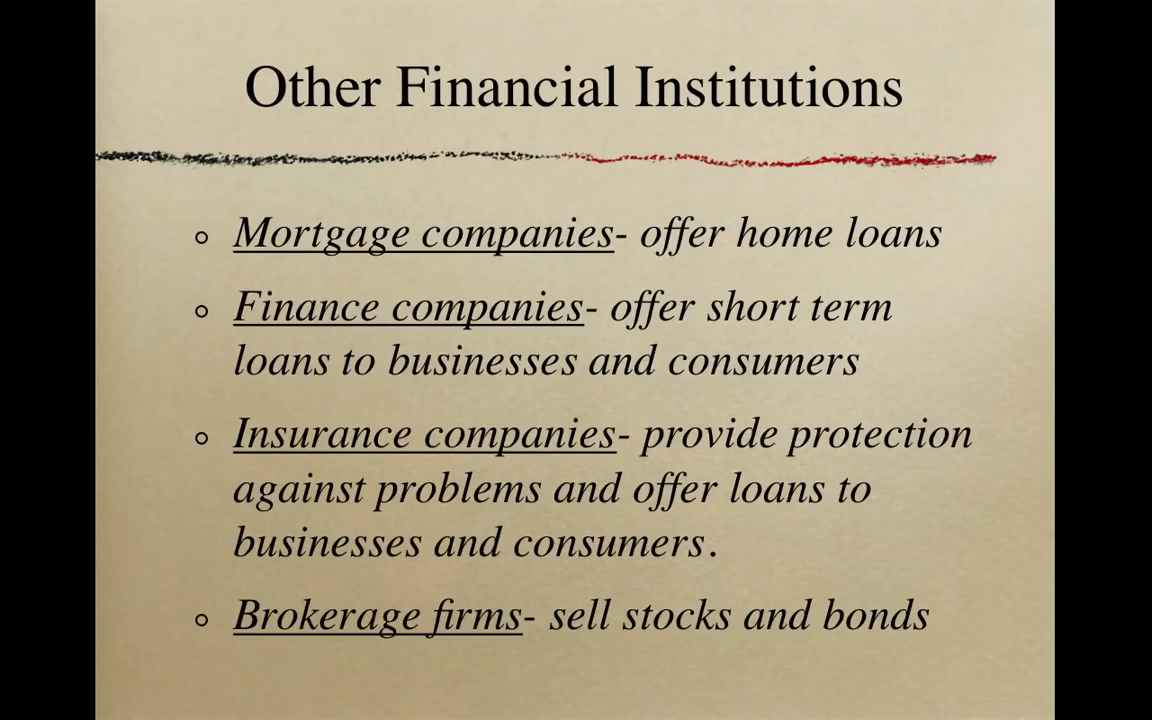 Other Financial Institutions
Mortgage companies- offer home loans
Finance companies- offer short term
loans to businesses and consumers
Insurance companies- provide protection
against problems and offer loans to
businesses and consumers.
Brokerage firms- sell stocks and bonds